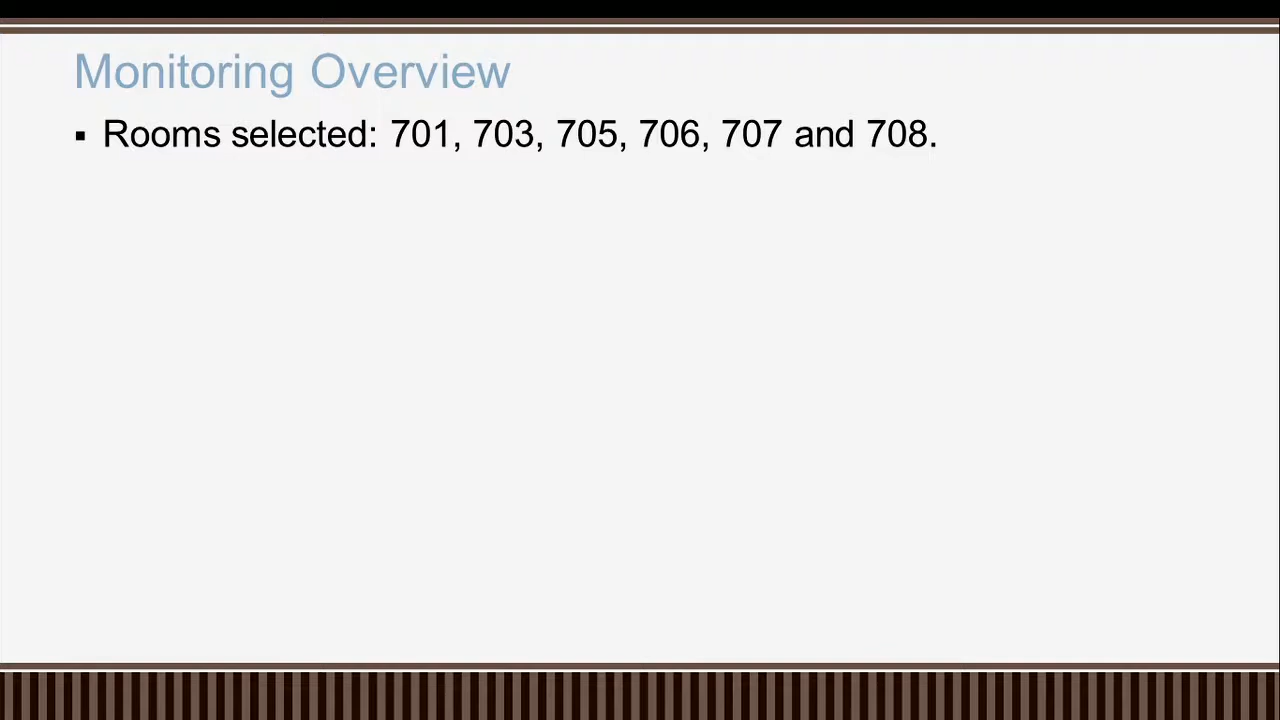 Monitoring Overview
▪ Rooms selected: 701, 703, 705, 706, 707 and 708.